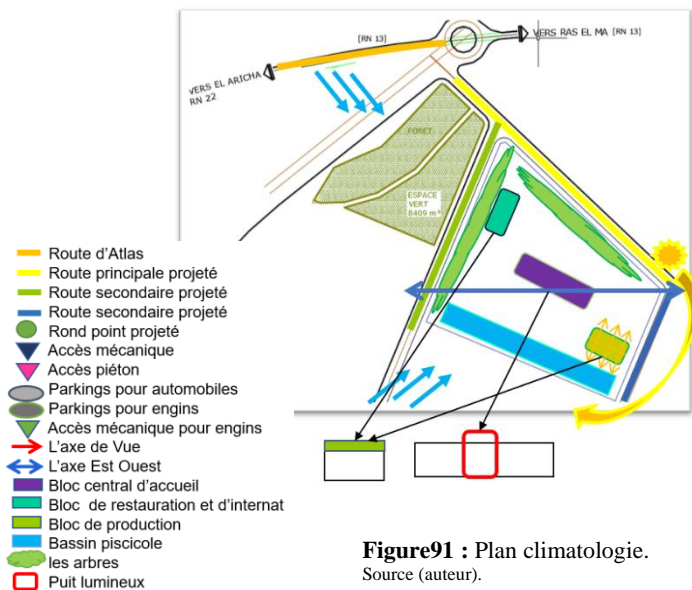 [RN 13]
VERS RAS EL MA [RN 13]
VERS EL ARICHA
RN 22
FORET
ESPACE
VERT
8409 m²
Route d'Atlas
Route principale projeté
Route secondaire projeté
Route secondaire projeté
Rond point projeté
Accès mécanique
Accès piéton
Parkings pour automobiles
Parkings pour engins
Accès mécanique pour engins
L'axe de Vue
L'axe Est Ouest
Bloc central d'accueil
Bloc de restauration et d'internat
Bloc de production
Bassin piscicole
les arbres
Puit lumineux
Figure91 : Plan climatologie.
Source (auteur).